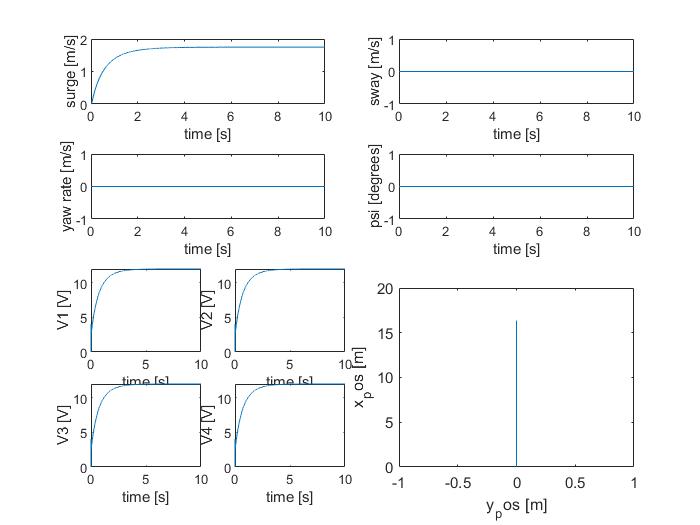 surge [m/s]
2
1
0
0 2 4 6 8 10
time [s]
sway [m/s]
1
0
-1
0 2 4 6 8 10
time [s]
yaw rate [m/s]
1
0
-1
0 2 4 6 8 10
time [s]
psi [degrees]
1
0
-1
0 2 4 6 8 10
time [s]
V1 [V]
10
5
0
0 5 10
time [s]
V2 [V]
10
5
0
0 5 10
time [s]
V3 [V]
10
5
0
0 5 10
time [s]
V4 [V]
10
5
0
0 5 10
time [s]
x_pos [m]
20
15
10
5
0
-1 -0.5 0 0.5 1
y_pos [m]